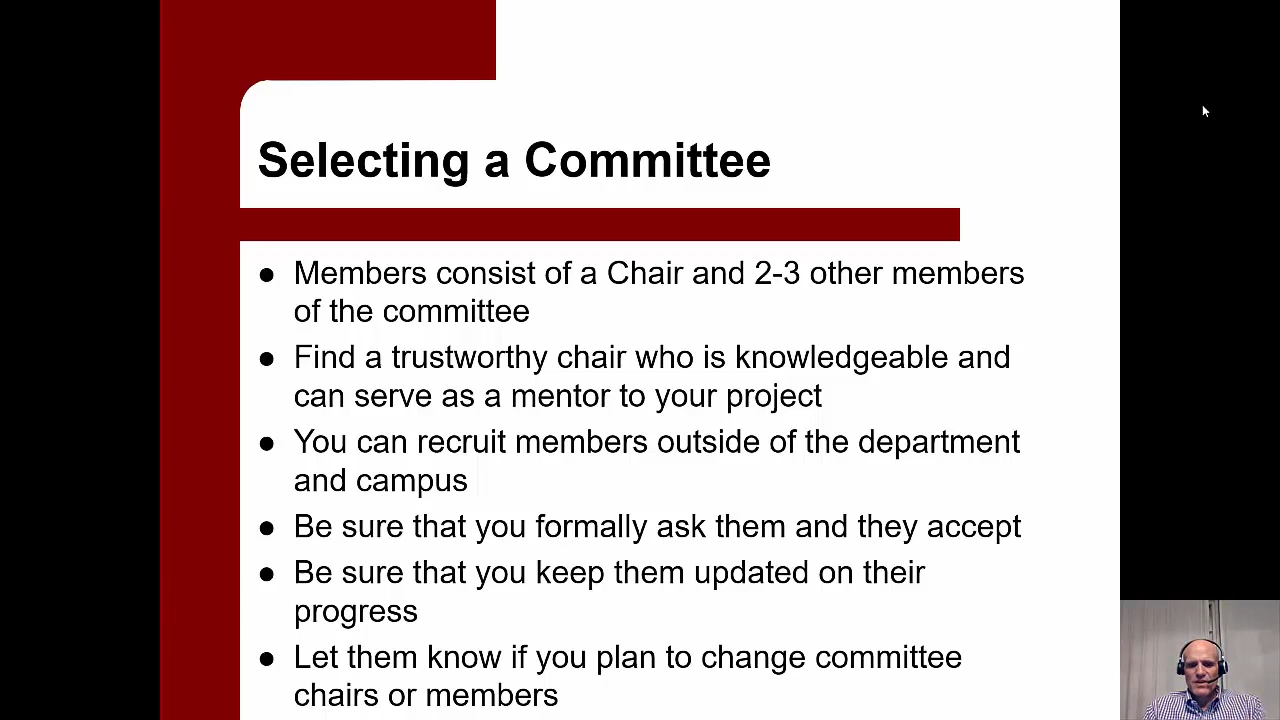 Selecting a Committee
● Members consist of a Chair and 2-3 other members
of the committee
● Find a trustworthy chair who is knowledgeable and
can serve as a mentor to your project
● You can recruit members outside of the department
and campus
● Be sure that you formally ask them and they accept
● Be sure that you keep them updated on their
progress
● Let them know if you plan to change committee
chairs or members